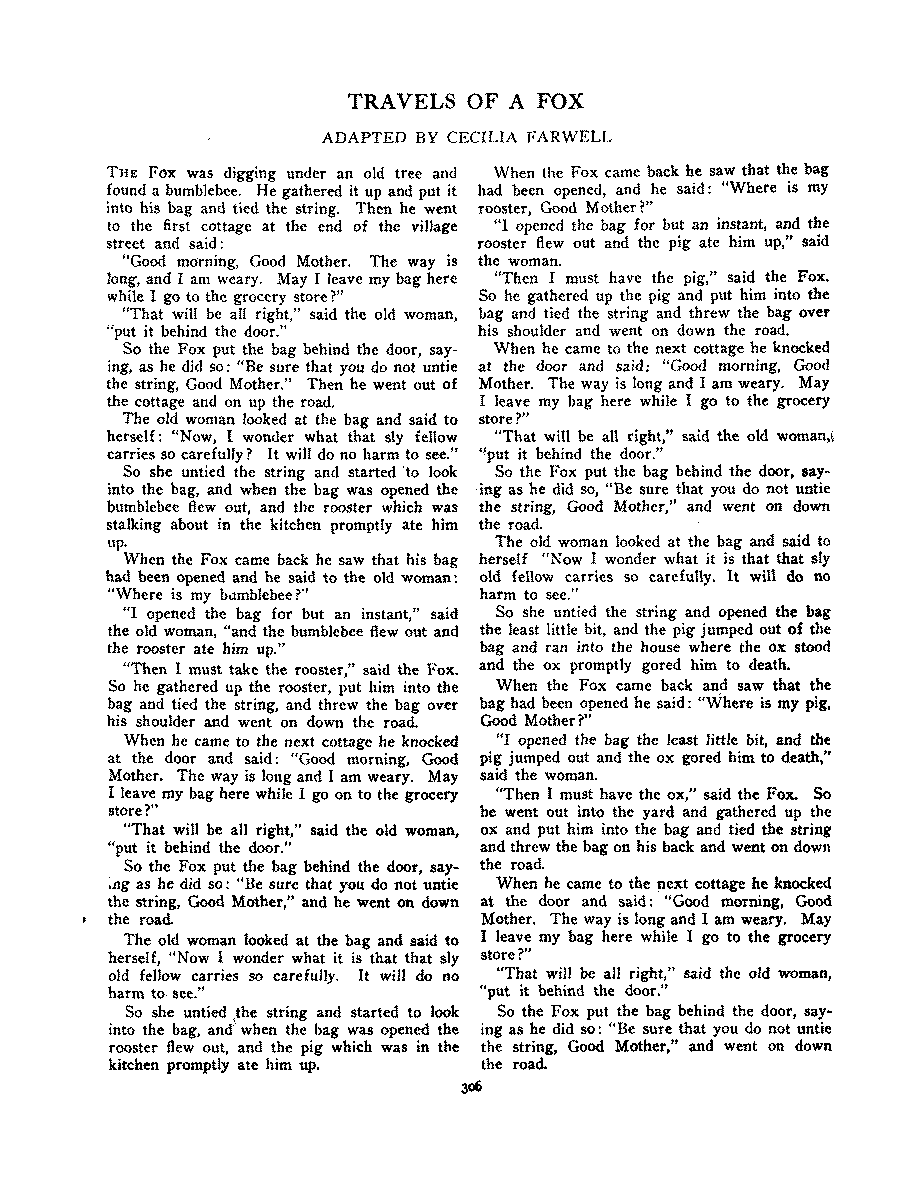 TRAVELS OF A FOX
ADAPTED BY CECILIA FARWELL
THE Fox was digging under an old tree and
found a bumblebee. He gathered it up and put it
into his bag and tied the string. Then he went
to the first cottage at the end of the village
street and said:
"Good morning, Good Mother. The way is
long, and I am weary. May I leave my bag here
while I go to the grocery store?"
"That will be all right," said the old woman,
"put it behind the door."
So the Fox put the bag behind the door, say-
ing, as he did so: "Be sure that you do not untie
the string, Good Mother." Then he went out of
the cottage and on up the road.
The old woman looked at the bag and said to
herself: "Now, I wonder what that sly fellow
carries so carefully? It will do no harm to see."
So she untied the string and started to look
into the bag, and when the bag was opened the
bumblebee flew out, and the rooster which was
stalking about in the kitchen promptly ate him
up.
When the Fox came back he saw that his bag
had been opened and he said to the old woman:
"Where is my bumblebee?"
"I opened the bag for but an instant," said
the old woman, "and the bumblebee flew out and
the rooster ate him up."
"Then I must take the rooster," said the Fox.
So he gathered up the rooster, put him into the
bag and tied the string, and threw the bag over
his shoulder and went on down the road.
When he came to the next cottage he knocked
at the door and said: "Good morning, Good
Mother. The way is long and I am weary. May
I leave my bag here while I go on to the grocery
store?"
"That will be all right," said the old woman,
"put it behind the door."
So the Fox put the bag behind the door, say-
ing as he did so: "Be sure that you do not untie
the string, Good Mother," and he went on down
the road.
The old woman looked at the bag and said to
herself, "Now I wonder what it is that that sly
old fellow carries so carefully. It will do no
harm to see."
So she untied the string and started to look
into the bag, and when the bag was opened the
rooster flew out, and the pig which was in the
kitchen promptly ate him up.
When the Fox came back he saw that the bag
had been opened, and he said: "Where is my
rooster, Good Mother?"
"I opened the bag for but an instant, and the
rooster flew out and the pig ate him up," said
the woman.
"Then I must have the pig," said the Fox.
So he gathered up the pig and put him into the
bag and tied the string and threw the bag over
his shoulder and went on down the road.
When he came to the next cottage he knocked
at the door and said: "Good morning, Good
Mother. The way is long and I am weary. May
I leave my bag here while I go to the grocery
store?"
"That will be all right," said the old woman,
"put it behind the door."
So the Fox put the bag behind the door, say-
ing as he did so, "Be sure that you do not untie
the string, Good Mother," and went on down
the road.
The old woman looked at the bag and said to
herself "Now I wonder what it is that that sly
old fellow carries so carefully. It will do no
harm to see."
So she untied the string and opened the bag
the least little bit, and the pig jumped out of the
bag and ran into the house where the ox stood
and the ox promptly gored him to death.
When the Fox came back and saw that the
bag had been opened he said: "Where is my pig,
Good Mother?"
"I opened the bag the least little bit, and the
pig jumped out and the ox gored him to death,"
said the woman.
"Then I must have the ox," said the Fox. So
he went out into the yard and gathered up the
ox and put him into the bag and tied the string
and threw the bag on his back and went on down
the road.
When he came to the next cottage he knocked
at the door and said: "Good morning, Good
Mother. The way is long and I am weary. May
I leave my bag here while I go to the grocery
store?"
"That will be all right," said the old woman,
"put it behind the door."
So the Fox put the bag behind the door, say-
ing as he did so: "Be sure that you do not untie
the string, Good Mother," and went on down
the road.
306